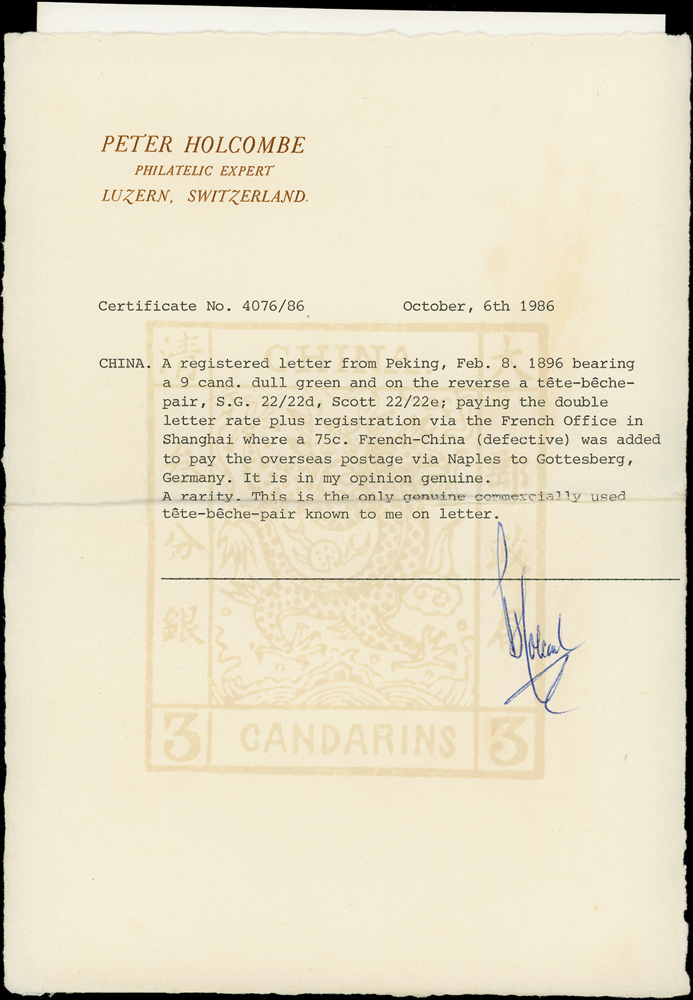 PETER HOLCOMBE
PHILATELIC EXPERT
LUZERN, SWITZERLAND.
Certificate No. 4076/86 October, 6th 1986
CHINA. A registered letter from Peking, Feb. 8. 1896 bearing
a 9 cand. dull green and on the reverse a tête-bêche-
pair, S.G. 22/22d, Scott 22/22e; paying the double
letter rate plus registration via the French Office in
Shanghai where a 75c. French-China (defective) was added
to pay the overseas postage via Naples to Gottesberg,
Germany. It is in my opinion genuine.
A rarity. This is the only genuine commercially used
tête-bêche-pair known to me on letter.
CHINA
大
清
分
銀
3 CANDARINS 3